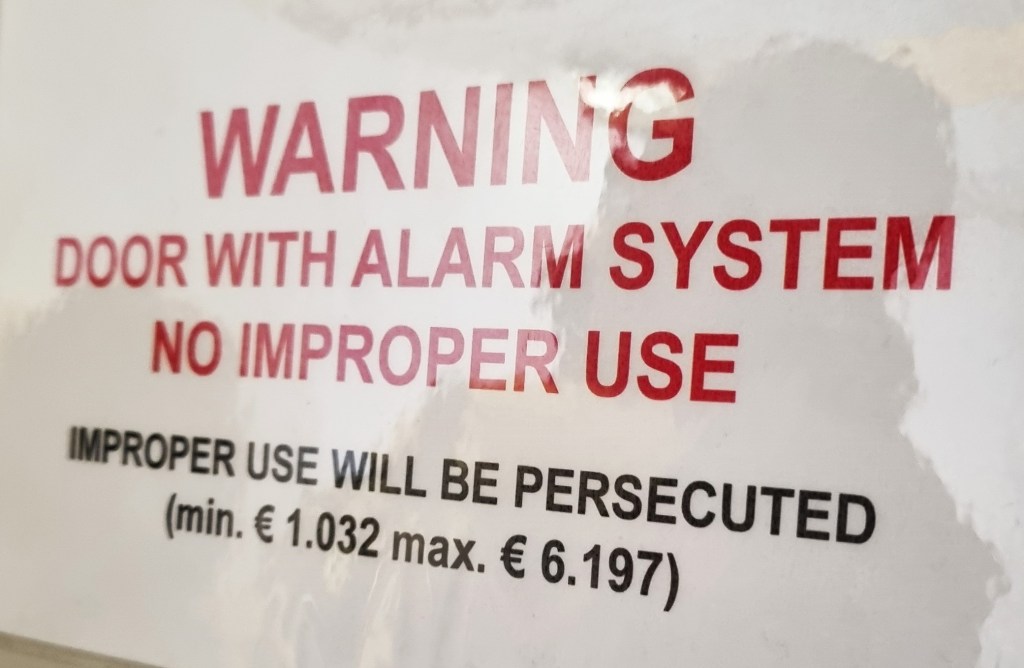 WARNING
DOOR WITH ALARM SYSTEM
NO IMPROPER USE
IMPROPER USE WILL BE PERSECUTED
(min. € 1.032 max. € 6.197)